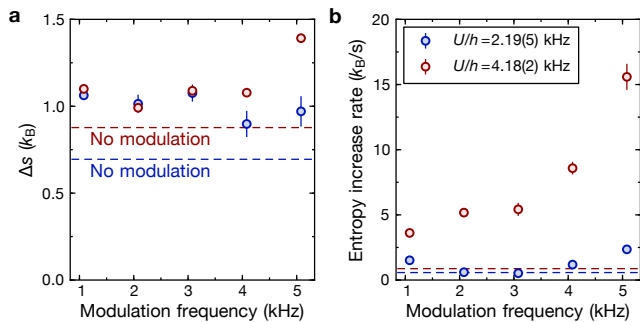 a
1.5
1.0
0.5
0.0
Δs (kB)
No modulation
No modulation
1 2 3 4 5
Modulation frequency (kHz)
b
20
15
10
5
0
Entropy increase rate (kB/s)
U/h=2.19(5) kHz
U/h=4.18(2) kHz
1 2 3 4 5
Modulation frequency (kHz)